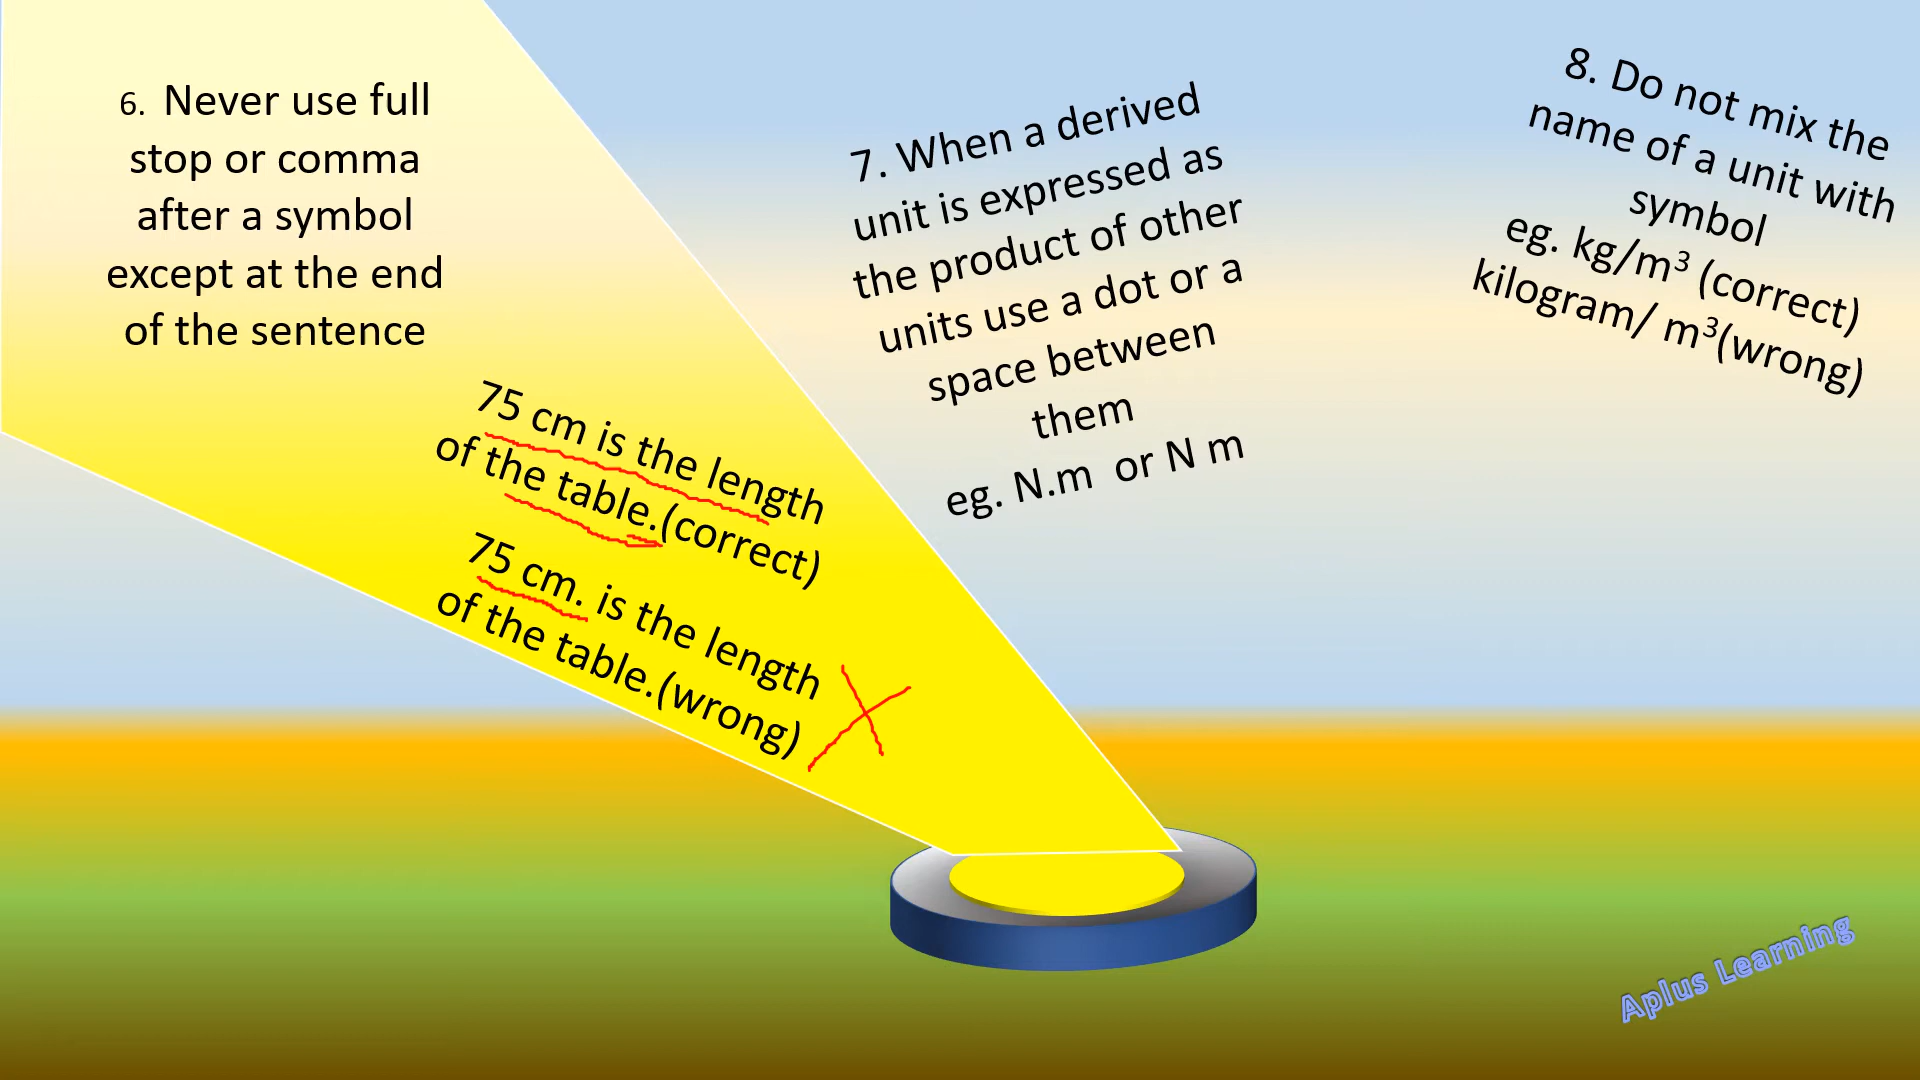 6. Never use full
stop or comma
after a symbol
except at the end
of the sentence
75 cm is the length
of the table.(correct)
75 cm. is the length
of the table.(wrong)
7. When a derived
unit is expressed as
the product of other
units use a dot or a
space between
them
eg. N.m or N m
8. Do not mix the
name of a unit with
symbol
eg. kg/m³ (correct)
kilogram/ m³(wrong)
Aplus Learning